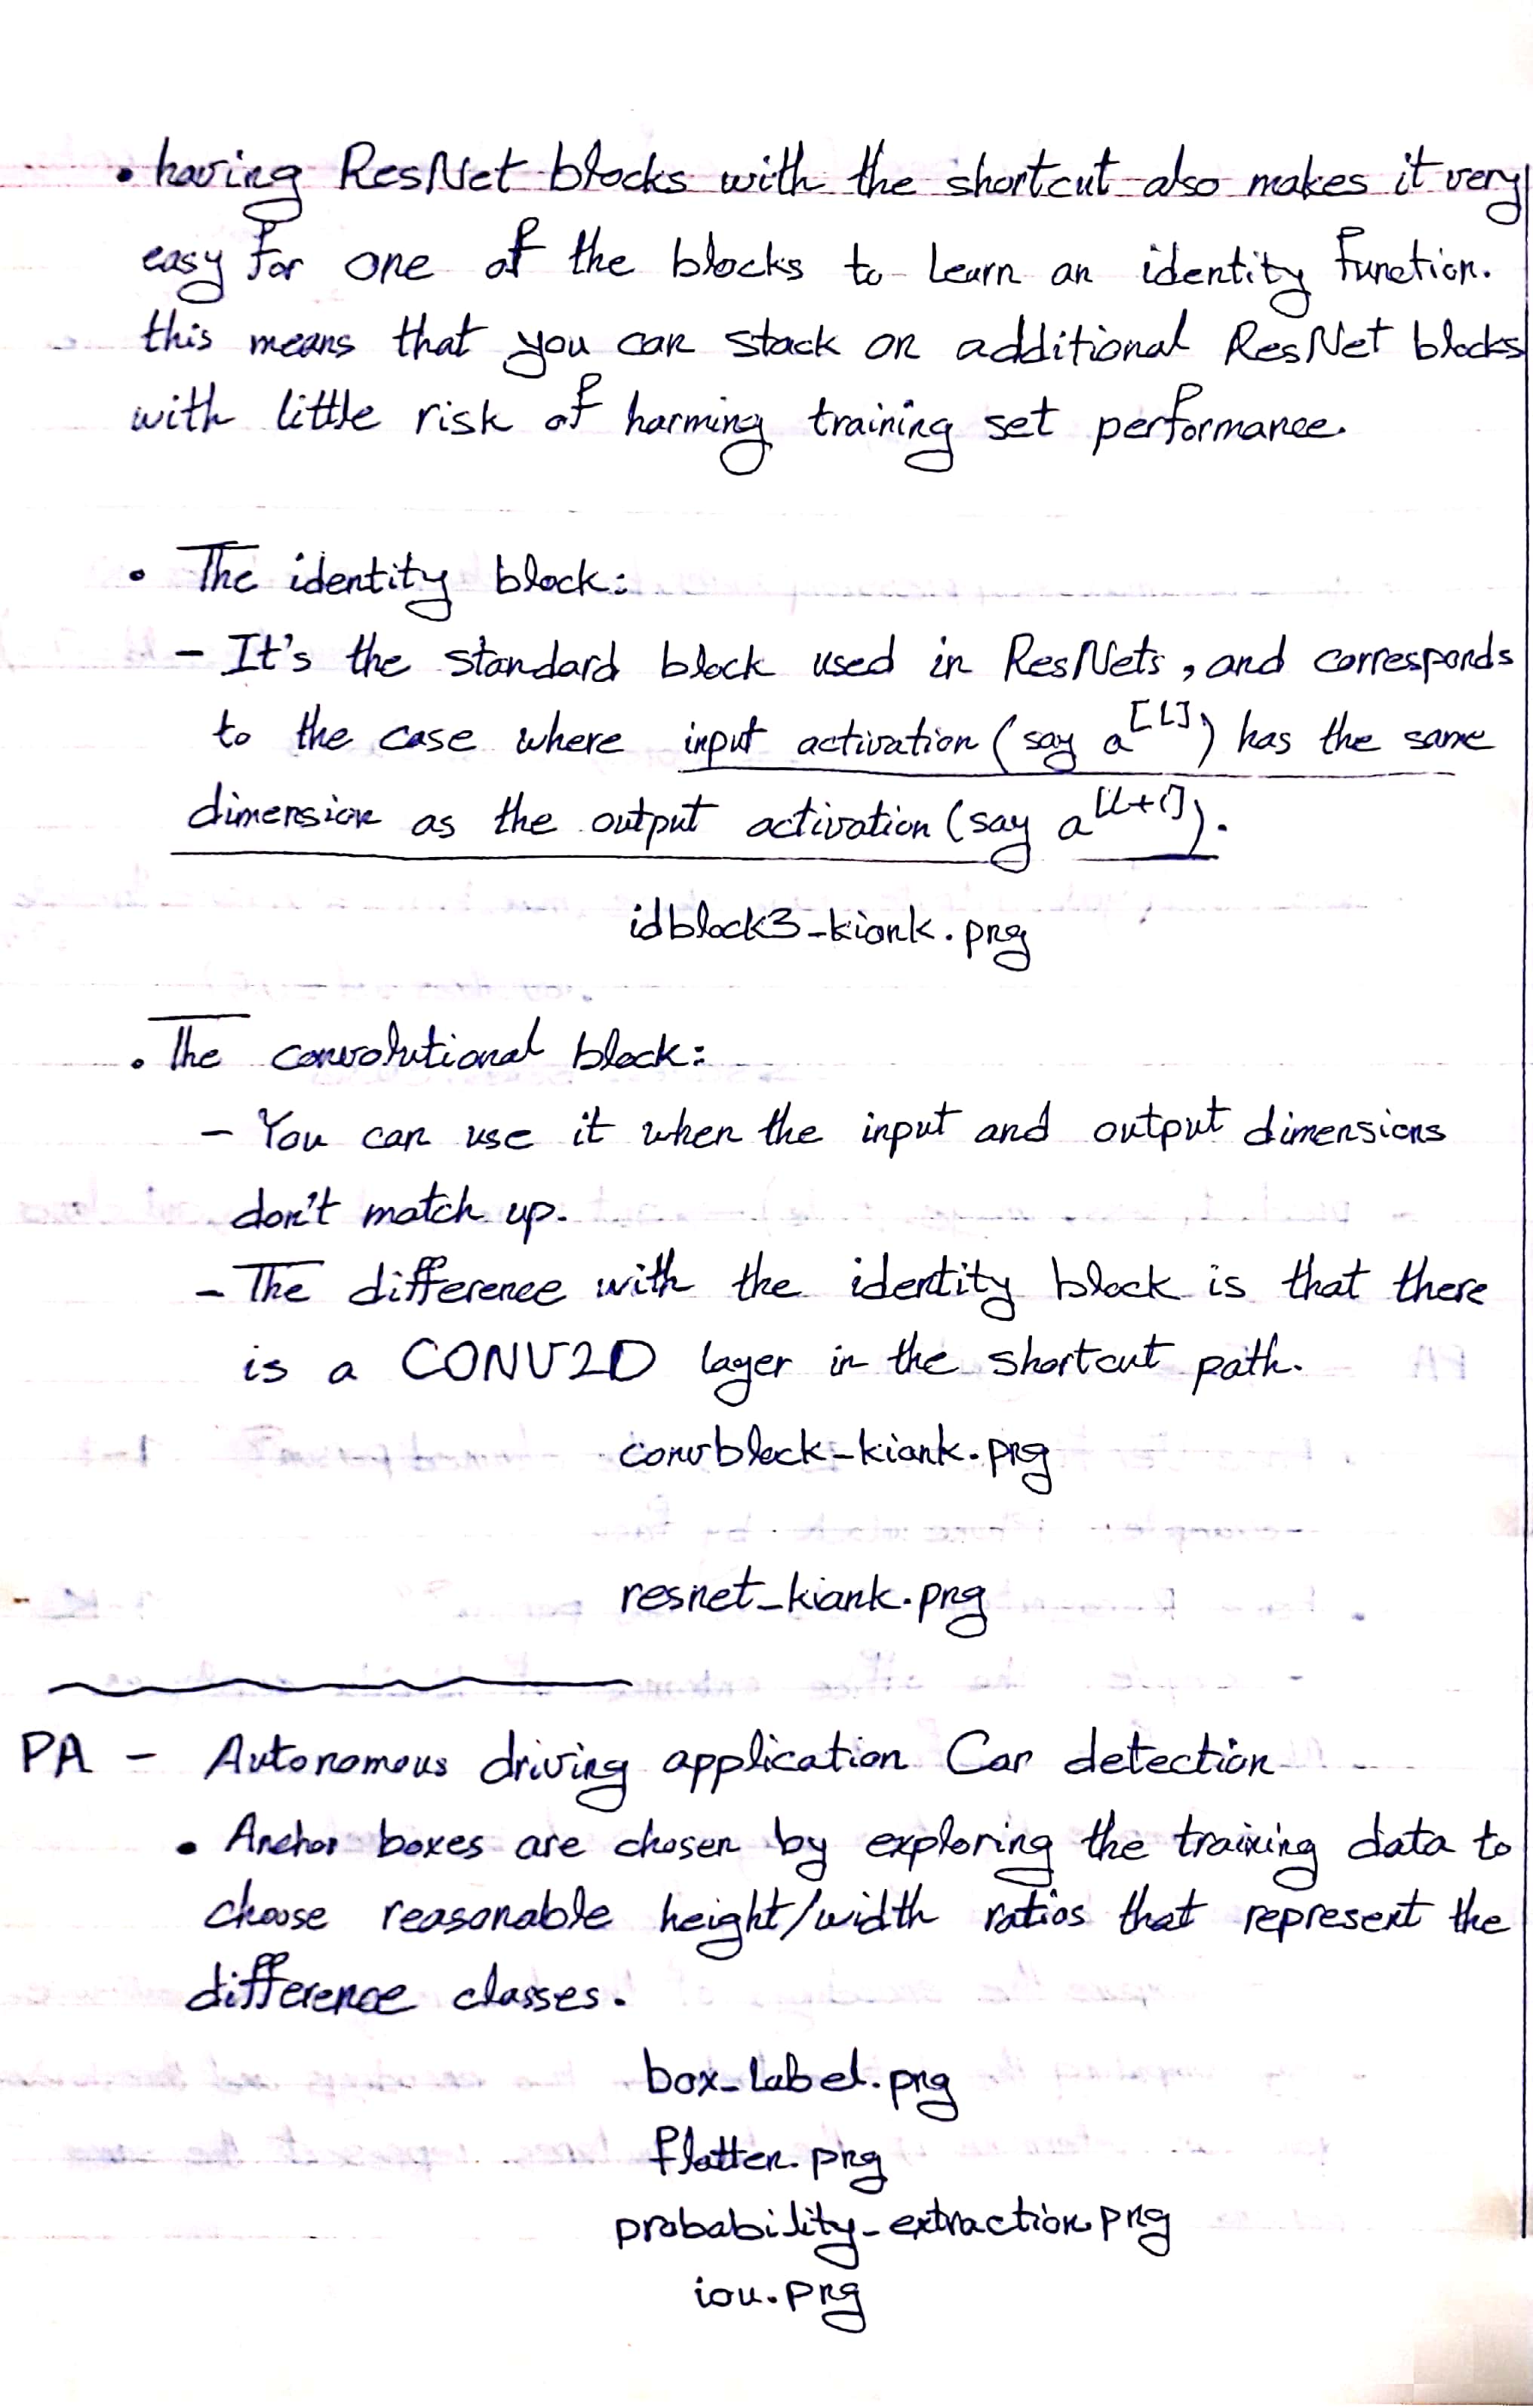 • having ResNet blocks with the shortcut also makes it very
easy for one of the blocks to learn an identity function.
this means that you can stack on additional ResNet blocks
with little risk of harming training set performance.
• The identity block:
- It's the standard block used in ResNets, and corresponds
to the case where input activation (say a[l]) has the same
dimension as the output activation (say a[l+1]).
idblock3-kiank.png
• The convolutional block:
- You can use it when the input and output dimensions
don't match up.
- The difference with the identity block is that there
is a CONV2D layer in the shortcut path.
convblock-kiank.png
resnet_kiank.png
PA - Autonomous driving application Car detection
• Anchor boxes are chosen by exploring the training data to
choose reasonable height/width ratios that represent the
difference classes.
box_label.png
flatten.png
probability_extraction.png
iou.png